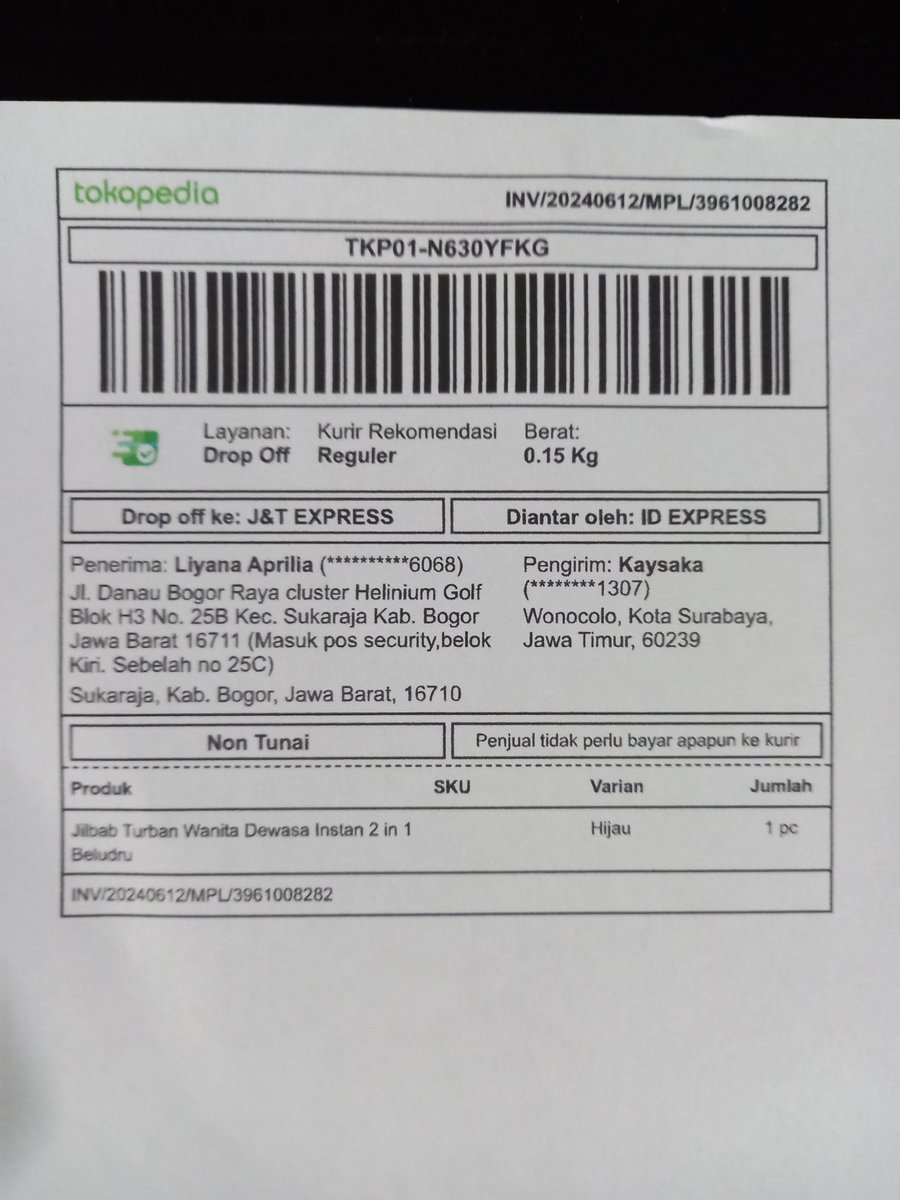 tokopedia INV/20240612/MPL/3961008282
TKP01-N630YFKG
Layanan: Kurir Rekomendasi Berat:
Drop Off Reguler 0.15 Kg
Drop off ke: J&T EXPRESS Diantar oleh: ID EXPRESS
Penerima: Liyana Aprilia (**********6068)
Jl. Danau Bogor Raya cluster Helinium Golf
Blok H3 No. 25B Kec. Sukaraja Kab. Bogor
Jawa Barat 16711 (Masuk pos security,belok
Kiri. Sebelah no 25C)
Sukaraja, Kab. Bogor, Jawa Barat, 16710
Pengirim: Kaysaka
(********1307)
Wonocolo, Kota Surabaya,
Jawa Timur, 60239
Non Tunai Penjual tidak perlu bayar apapun ke kurir
Produk SKU Varian Jumlah
Jilbab Turban Wanita Dewasa Instan 2 in 1 Hijau 1 pc
Beludru
INV/20240612/MPL/3961008282